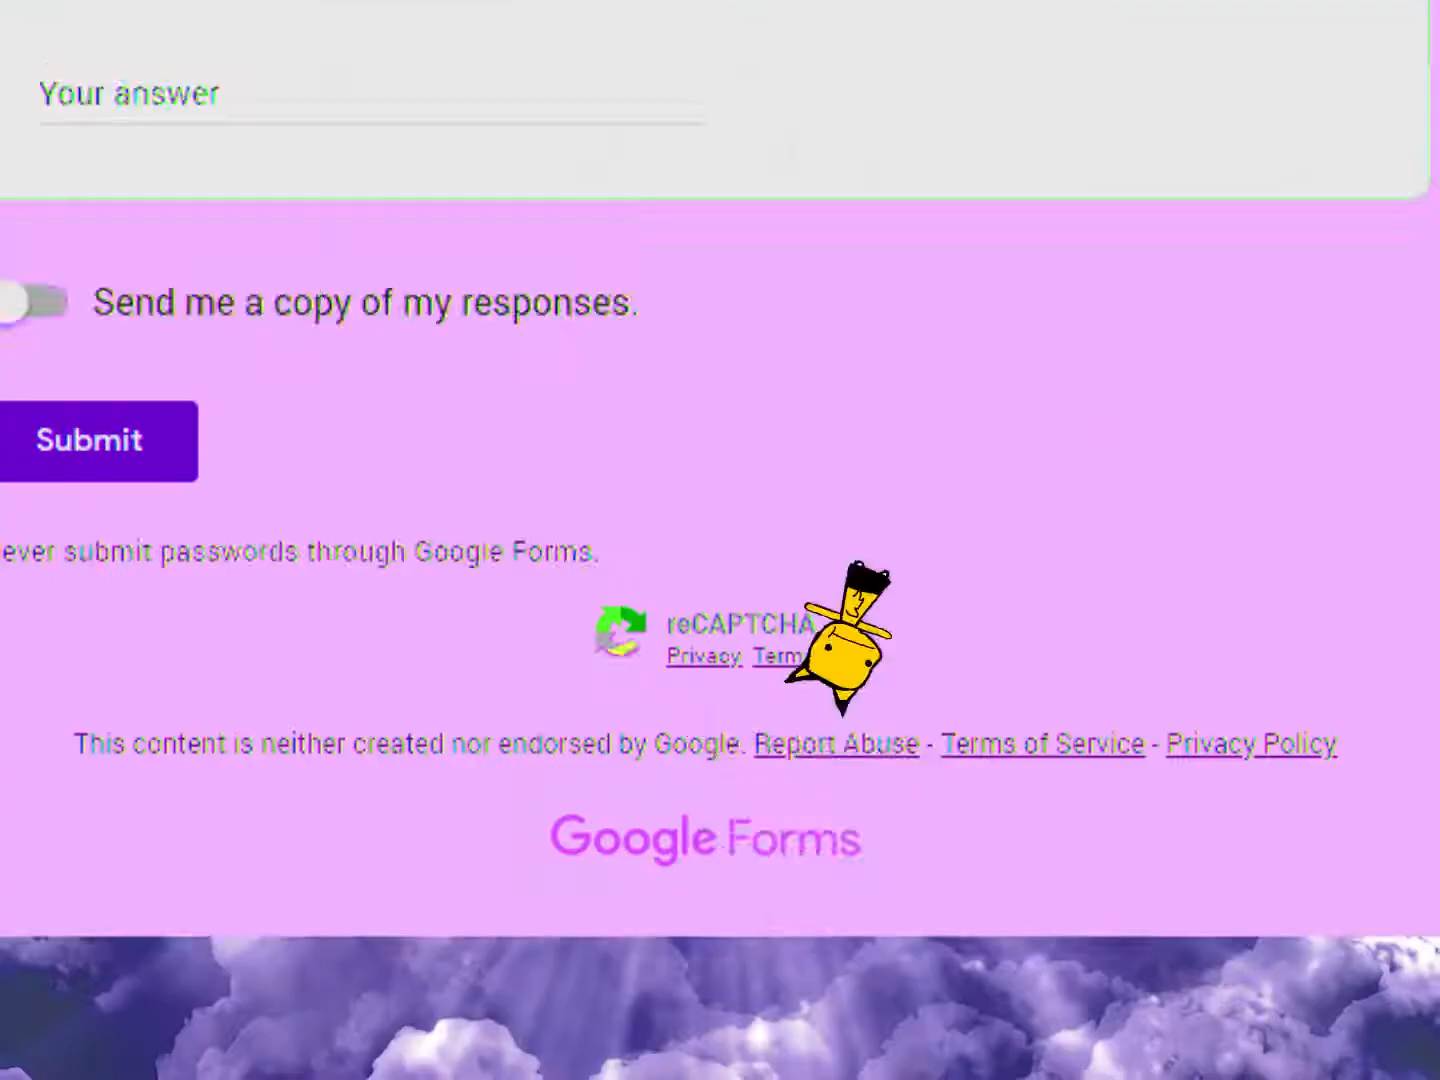 Your answer
Send me a copy of my responses.
Submit
ever submit passwords through Google Forms.
reCAPTCHA
Privacy Term
This content is neither created nor endorsed by Google. Report Abuse - Terms of Service - Privacy Policy
Google Forms